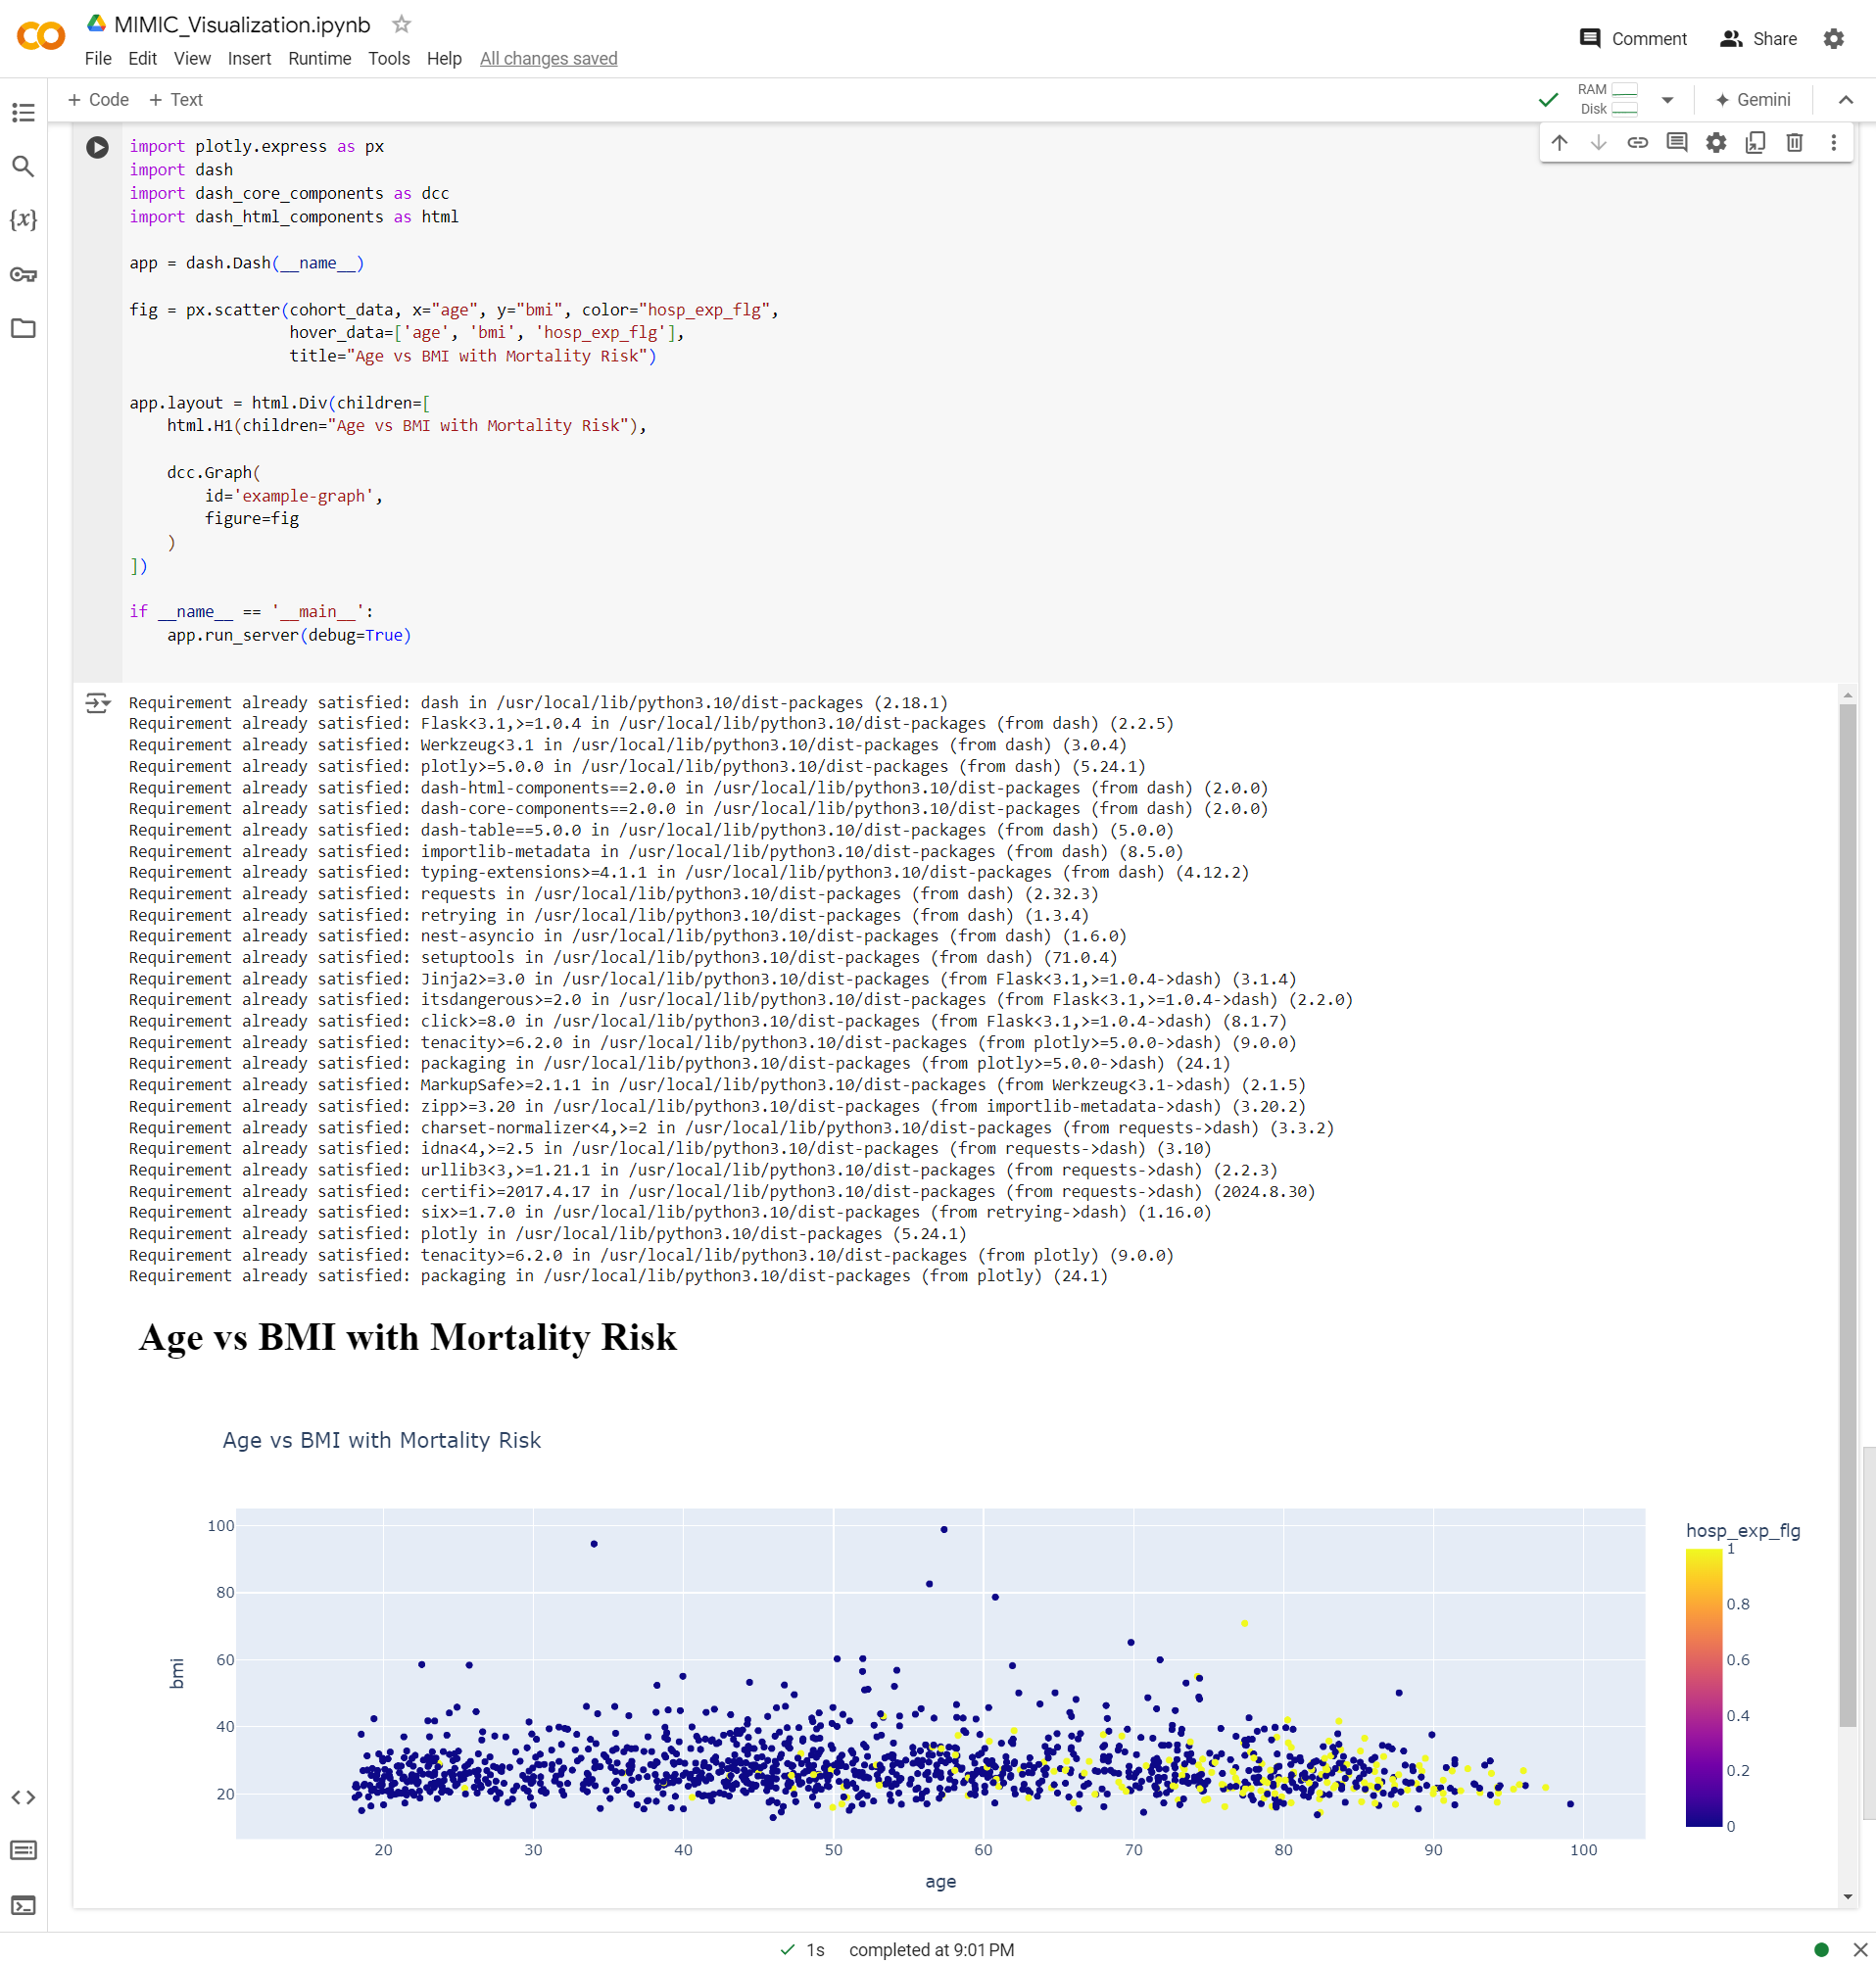 MIMIC_Visualization.ipynb
Comment Share
File Edit View Insert Runtime Tools Help All changes saved
+ Code + Text
RAM
Disk
Gemini
import plotly.express as px
import dash
import dash_core_components as dcc
import dash_html_components as html
app = dash.Dash(__name__)
fig = px.scatter(cohort_data, x="age", y="bmi", color="hosp_exp_flg",
hover_data=['age', 'bmi', 'hosp_exp_flg'],
title="Age vs BMI with Mortality Risk")
app.layout = html.Div(children=[
html.H1(children="Age vs BMI with Mortality Risk"),
dcc.Graph(
id='example-graph',
figure=fig
)
])
if __name__ == '__main__':
app.run_server(debug=True)
Requirement already satisfied: dash in /usr/local/lib/python3.10/dist-packages (2.18.1)
Requirement already satisfied: Flask<3.1,>=1.0.4 in /usr/local/lib/python3.10/dist-packages (from dash) (2.2.5)
Requirement already satisfied: Werkzeug<3.1 in /usr/local/lib/python3.10/dist-packages (from dash) (3.0.4)
Requirement already satisfied: plotly>=5.0.0 in /usr/local/lib/python3.10/dist-packages (from dash) (5.24.1)
Requirement already satisfied: dash-html-components==2.0.0 in /usr/local/lib/python3.10/dist-packages (from dash) (2.0.0)
Requirement already satisfied: dash-core-components==2.0.0 in /usr/local/lib/python3.10/dist-packages (from dash) (2.0.0)
Requirement already satisfied: dash-table==5.0.0 in /usr/local/lib/python3.10/dist-packages (from dash) (5.0.0)
Requirement already satisfied: importlib-metadata in /usr/local/lib/python3.10/dist-packages (from dash) (8.5.0)
Requirement already satisfied: typing-extensions>=4.1.1 in /usr/local/lib/python3.10/dist-packages (from dash) (4.12.2)
Requirement already satisfied: requests in /usr/local/lib/python3.10/dist-packages (from dash) (2.32.3)
Requirement already satisfied: retrying in /usr/local/lib/python3.10/dist-packages (from dash) (1.3.4)
Requirement already satisfied: nest-asyncio in /usr/local/lib/python3.10/dist-packages (from dash) (1.6.0)
Requirement already satisfied: setuptools in /usr/local/lib/python3.10/dist-packages (from dash) (71.0.4)
Requirement already satisfied: Jinja2>=3.0 in /usr/local/lib/python3.10/dist-packages (from Flask<3.1,>=1.0.4->dash) (3.1.4)
Requirement already satisfied: itsdangerous>=2.0 in /usr/local/lib/python3.10/dist-packages (from Flask<3.1,>=1.0.4->dash) (2.2.0)
Requirement already satisfied: click>=8.0 in /usr/local/lib/python3.10/dist-packages (from Flask<3.1,>=1.0.4->dash) (8.1.7)
Requirement already satisfied: tenacity>=6.2.0 in /usr/local/lib/python3.10/dist-packages (from plotly>=5.0.0->dash) (9.0.0)
Requirement already satisfied: packaging in /usr/local/lib/python3.10/dist-packages (from plotly>=5.0.0->dash) (24.1)
Requirement already satisfied: MarkupSafe>=2.1.1 in /usr/local/lib/python3.10/dist-packages (from Werkzeug<3.1->dash) (2.1.5)
Requirement already satisfied: zipp>=3.20 in /usr/local/lib/python3.10/dist-packages (from importlib-metadata->dash) (3.20.2)
Requirement already satisfied: charset-normalizer<4,>=2 in /usr/local/lib/python3.10/dist-packages (from requests->dash) (3.3.2)
Requirement already satisfied: idna<4,>=2.5 in /usr/local/lib/python3.10/dist-packages (from requests->dash) (3.10)
Requirement already satisfied: urllib3<3,>=1.21.1 in /usr/local/lib/python3.10/dist-packages (from requests->dash) (2.2.3)
Requirement already satisfied: certifi>=2017.4.17 in /usr/local/lib/python3.10/dist-packages (from requests->dash) (2024.8.30)
Requirement already satisfied: six>=1.7.0 in /usr/local/lib/python3.10/dist-packages (from retrying->dash) (1.16.0)
Requirement already satisfied: plotly in /usr/local/lib/python3.10/dist-packages (5.24.1)
Requirement already satisfied: tenacity>=6.2.0 in /usr/local/lib/python3.10/dist-packages (from plotly) (9.0.0)
Requirement already satisfied: packaging in /usr/local/lib/python3.10/dist-packages (from plotly) (24.1)
Age vs BMI with Mortality Risk
Age vs BMI with Mortality Risk
100
80
60
40
20
bmi
20 30 40 50 60 70 80 90 100
age
hosp_exp_flg
1
0.8
0.6
0.4
0.2
0
1s completed at 9:01 PM